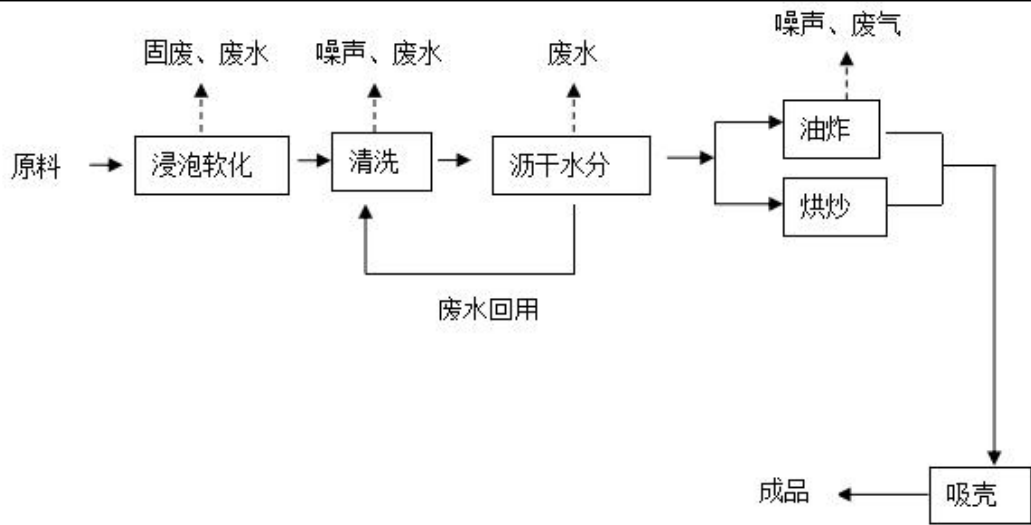 噪声、废气
固废、废水
噪声、废水
废水
油炸
原料
浸泡软化
清洗
沥干水分
烘炒
废水回用
成品
吸壳